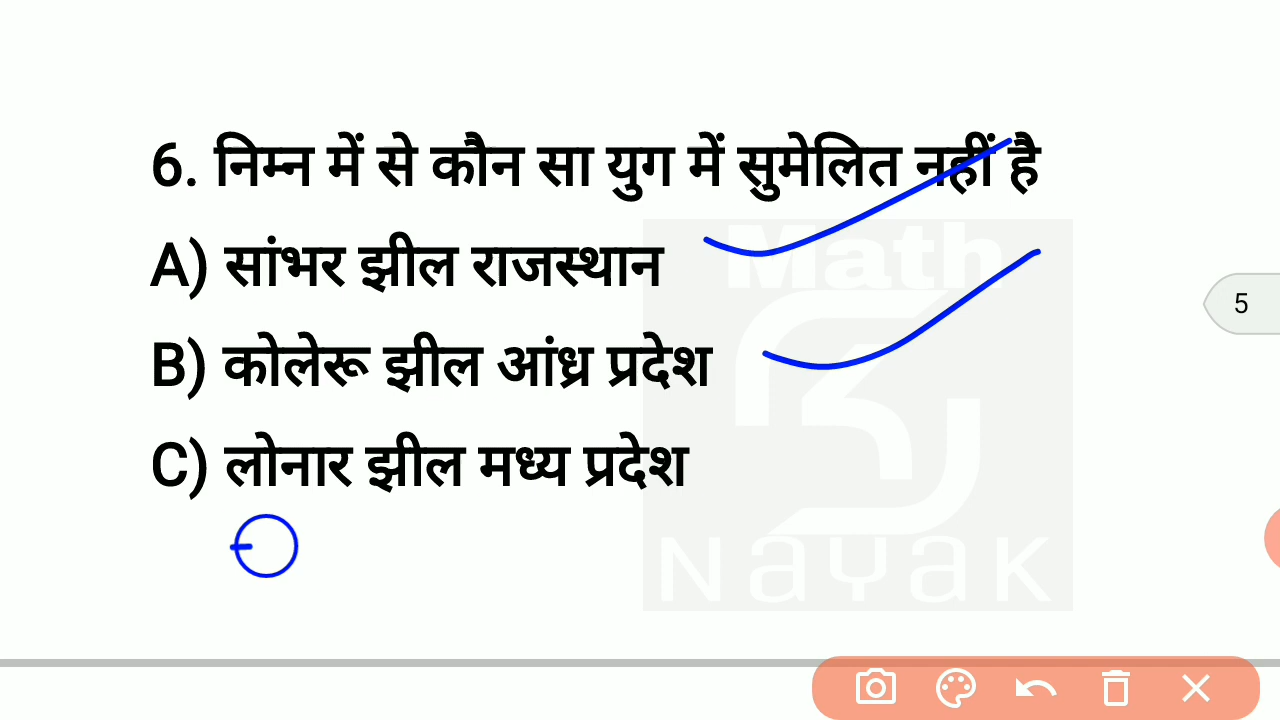 6. निम्न में से कौन सा युग में सुमेलित नहीं है
A) सांभर झील राजस्थान
B) कोलेरू झील आंध्र प्रदेश
C) लोनार झील मध्य प्रदेश
Math
NAYAK
5